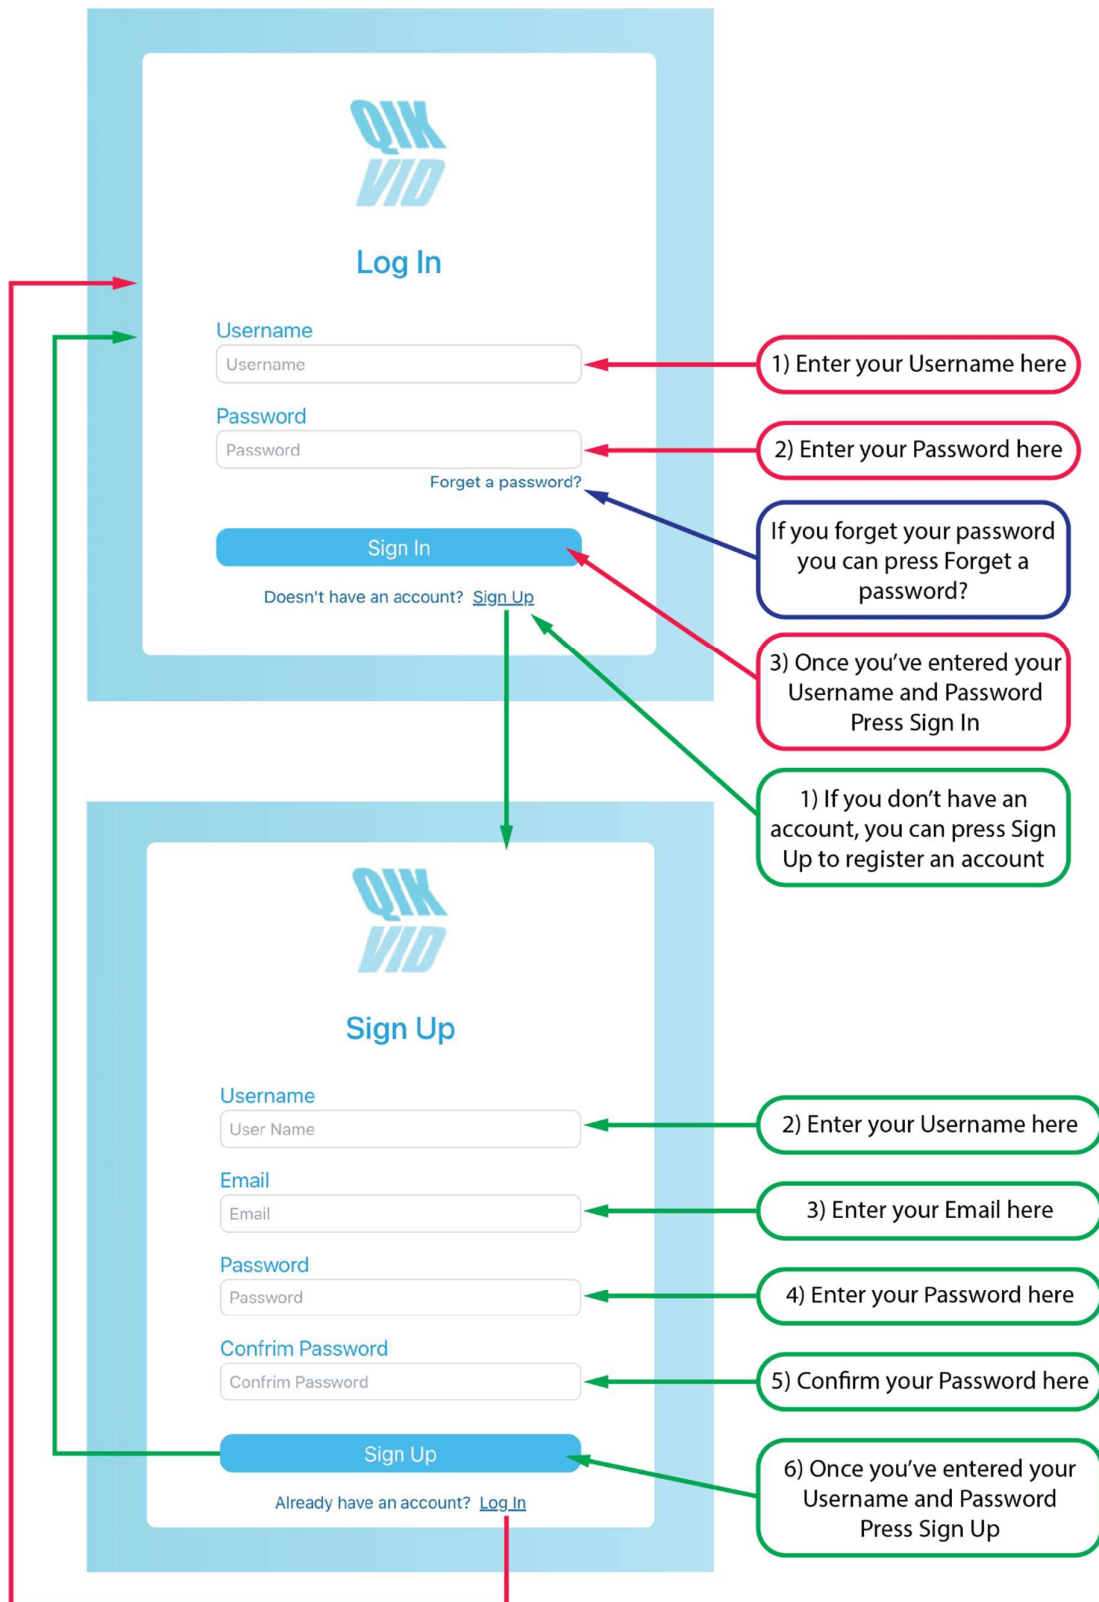 QIK
VID
Log In
Username
Username
1) Enter your Username here
Password
Password
2) Enter your Password here
Forget a password?
If you forget your password
you can press Forget a
password?
Sign In
Doesn't have an account? Sign Up
3) Once you've entered your
Username and Password
Press Sign In
1) If you don't have an
account, you can press Sign
Up to register an account
QIK
VID
Sign Up
Username
User Name
2) Enter your Username here
Email
Email
3) Enter your Email here
Password
Password
4) Enter your Password here
Confrim Password
Confrim Password
5) Confirm your Password here
Sign Up
6) Once you've entered your
Username and Password
Press Sign Up
Already have an account? Log In